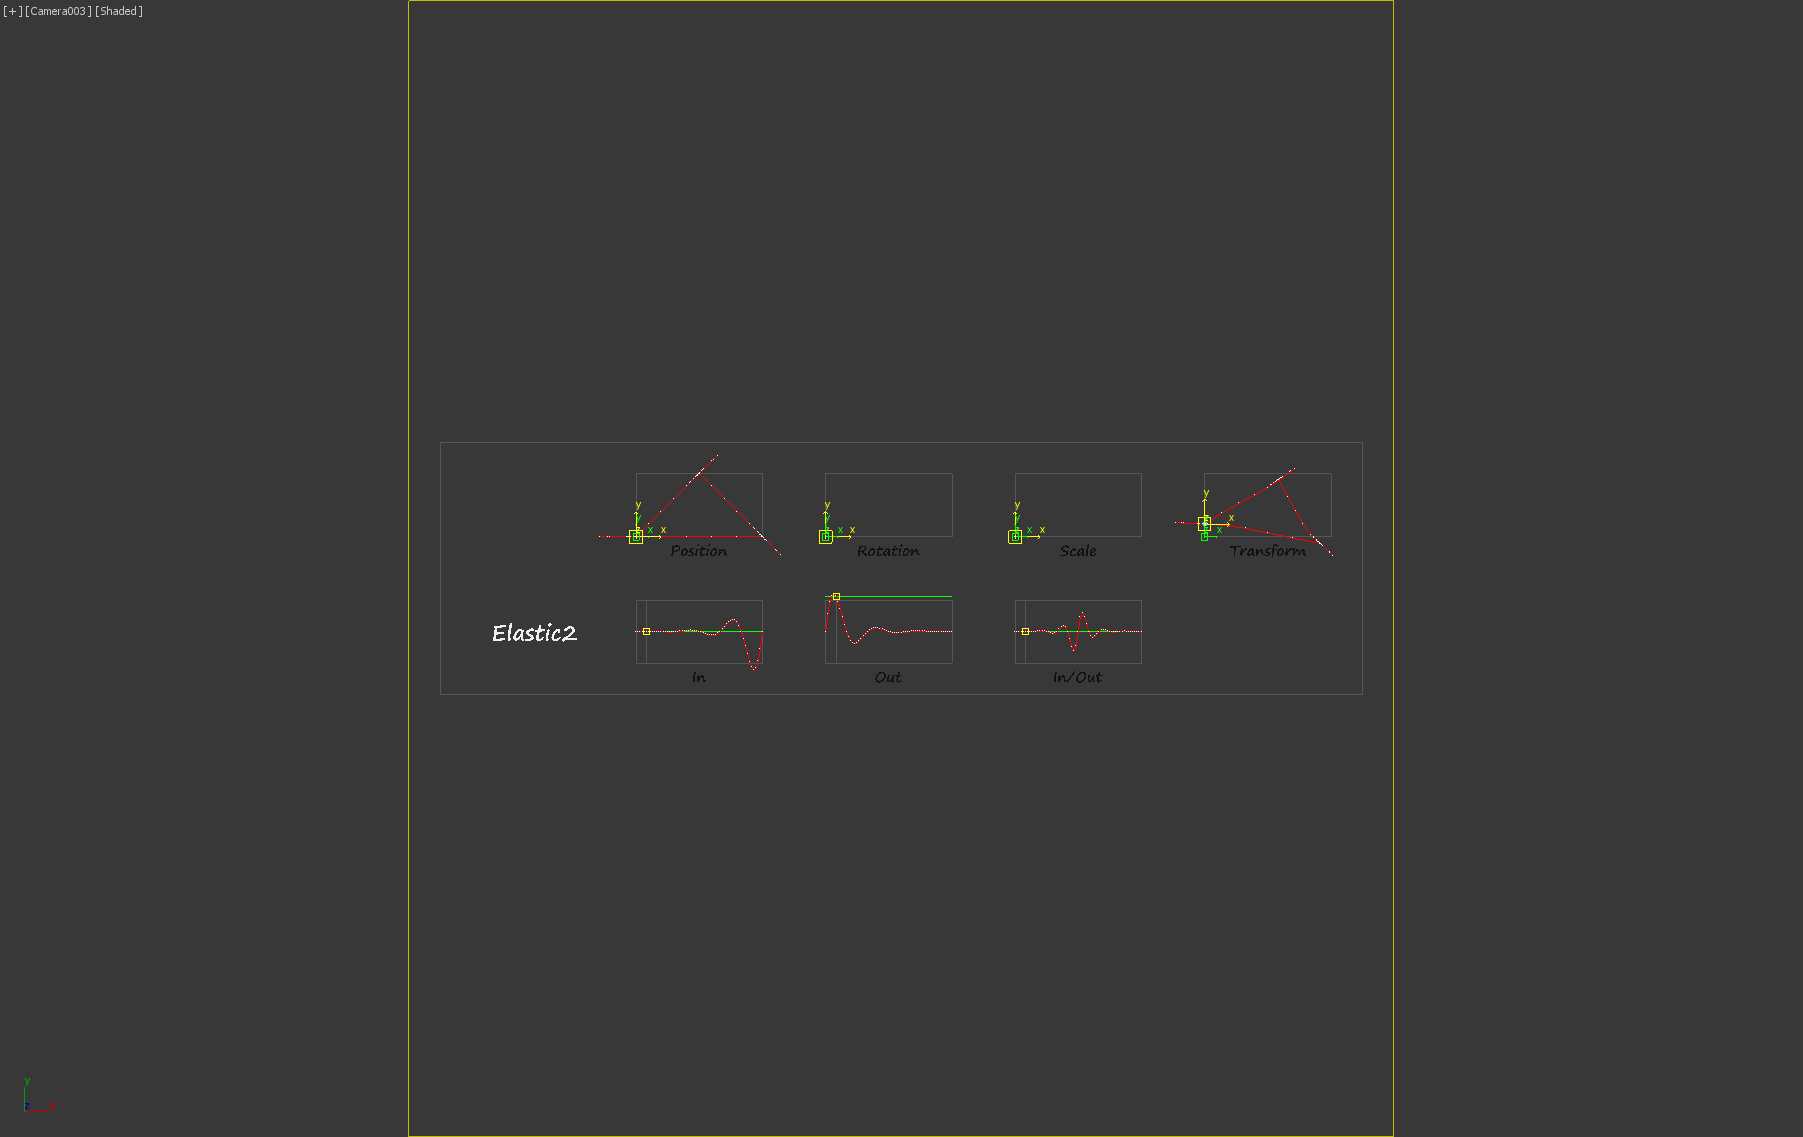 [+] [Camera003] [Shaded]
y
y
y
y
y x x
y x x
y x x
x
x
Position
Rotation
Scale
Transform
Elastic2
In
Out
In/Out
y
z x